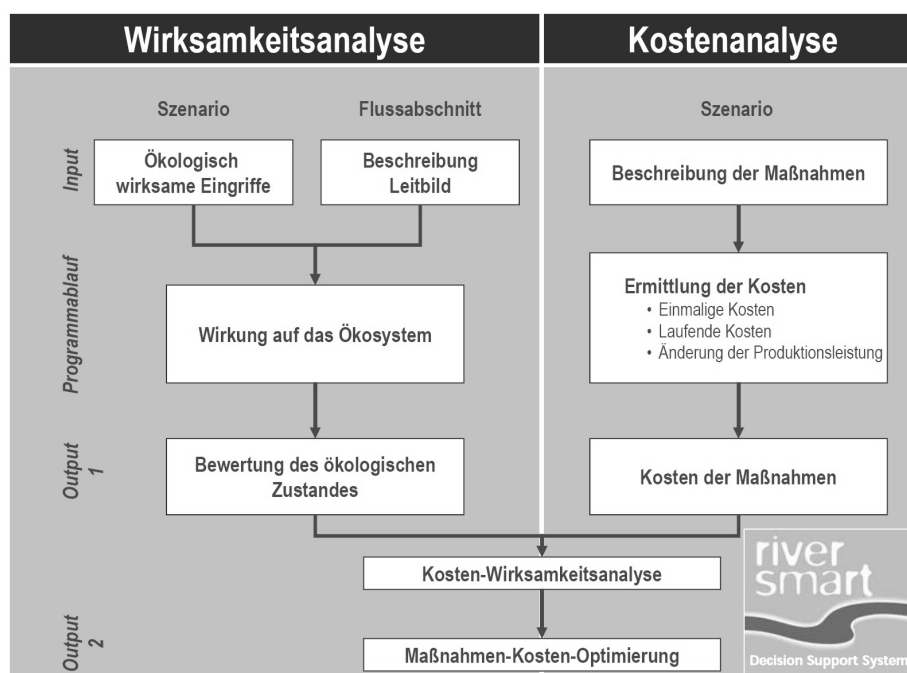 Wirksamkeitsanalyse
Kostenanalyse
Szenario
Flussabschnitt
Szenario
Input
Ökologisch
wirksame Eingriffe
Beschreibung
Leitbild
Beschreibung der Maßnahmen
Programmablauf
Wirkung auf das Ökosystem
Ermittlung der Kosten
• Einmalige Kosten
• Laufende Kosten
• Änderung der Produktionsleistung
Output
1
Bewertung des ökologischen
Zustandes
Kosten der Maßnahmen
Kosten-Wirksamkeitsanalyse
Output
2
Maßnahmen-Kosten-Optimierung
river
smart
Decision Support System